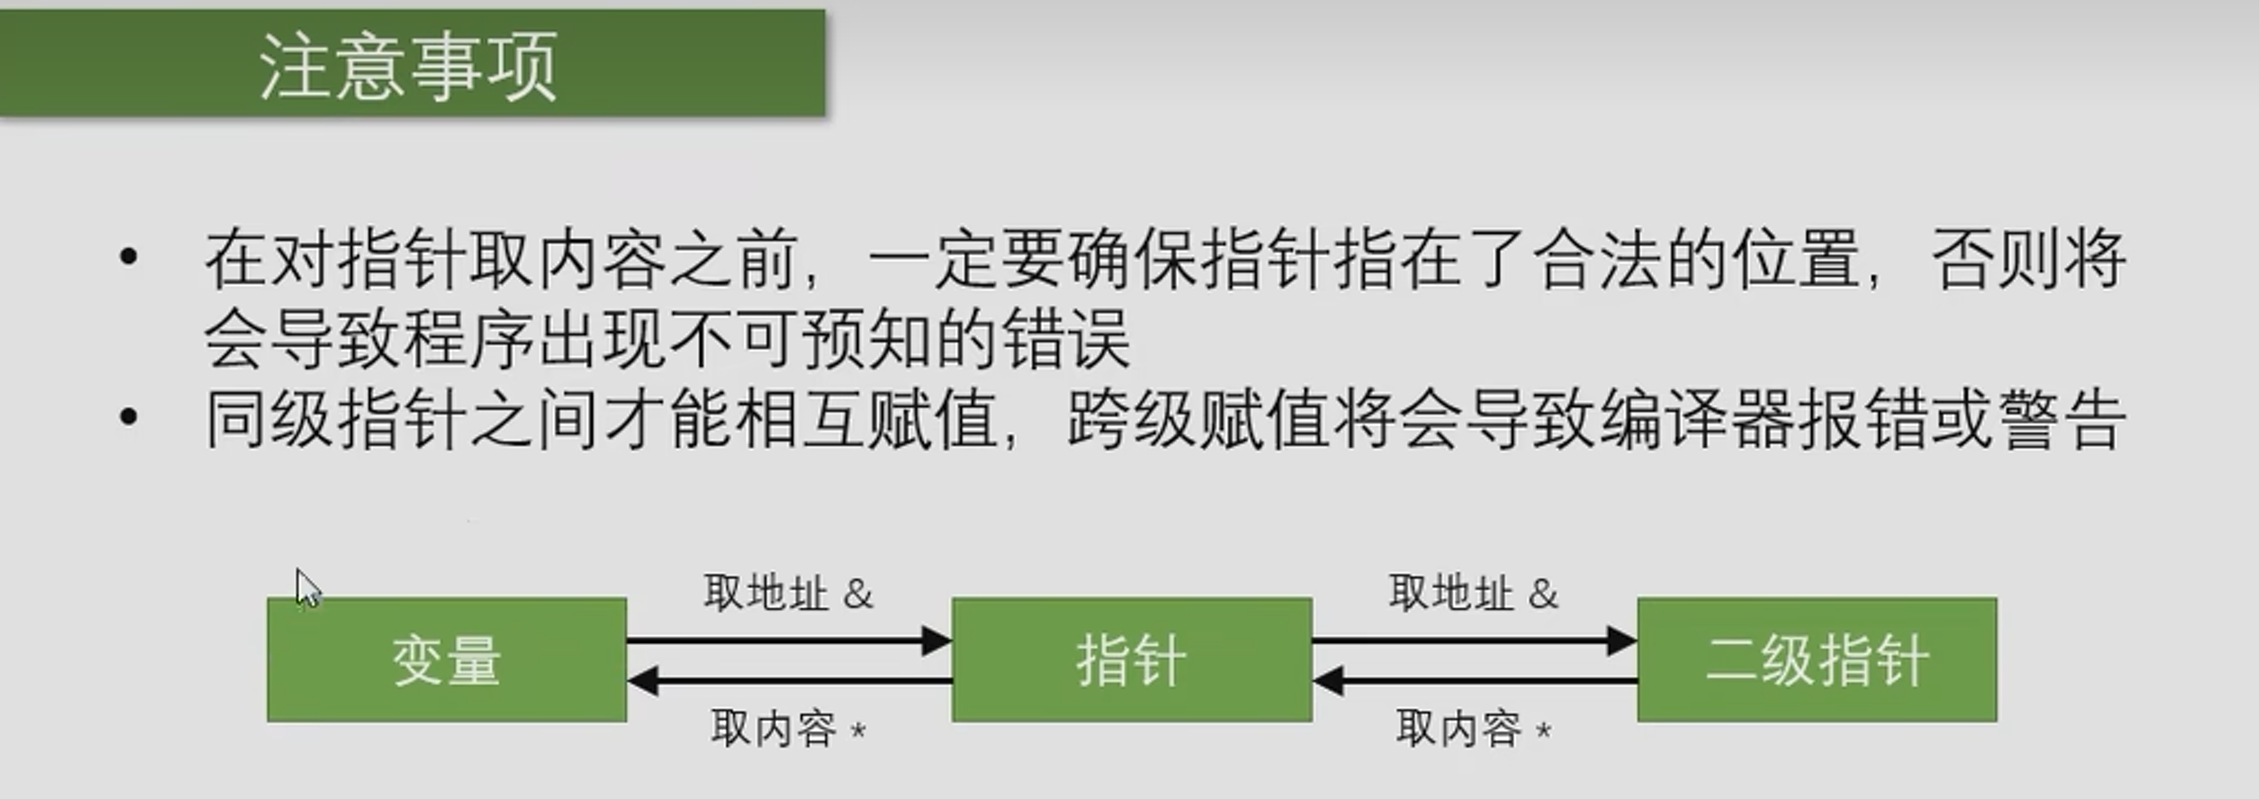 注意事项
• 在对指针取内容之前，一定要确保指针指在了合法的位置，否则将
会导致程序出现不可预知的错误
• 同级指针之间才能相互赋值，跨级赋值将会导致编译器报错或警告
取地址 & 取地址 &
变量 指针 二级指针
取内容 * 取内容 *